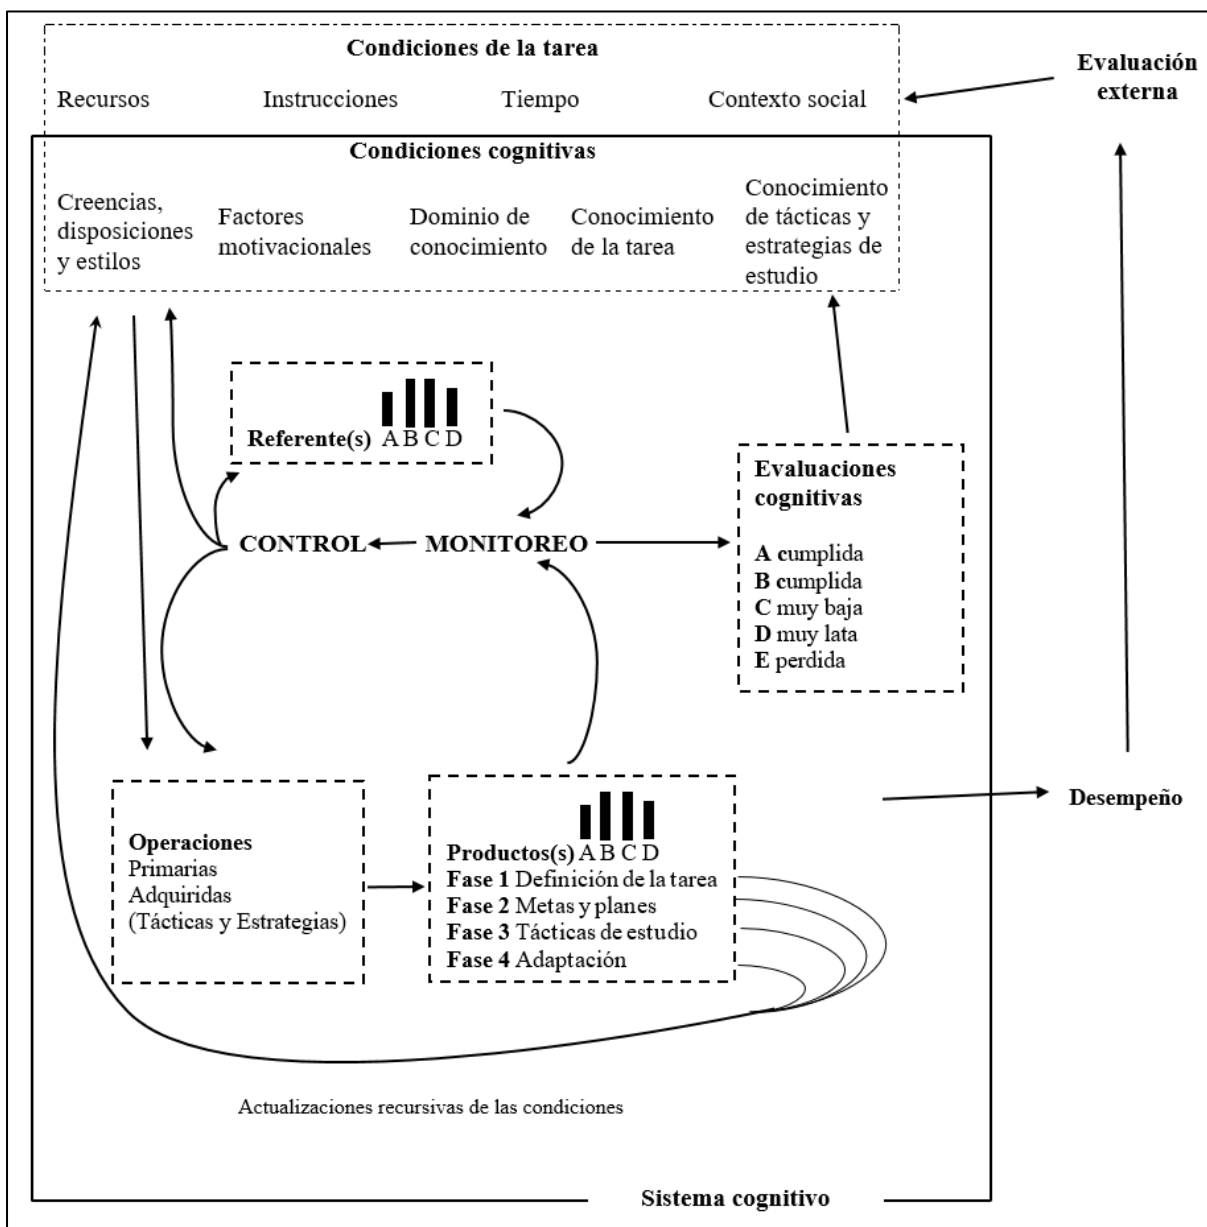 Condiciones de la tarea
Recursos Instrucciones Tiempo Contexto social
Evaluación
externa
Condiciones cognitivas
Creencias,
disposiciones
y estilos
Factores
motivacionales
Dominio de
conocimiento
Conocimiento
de la tarea
Conocimiento
de tácticas y
estrategias de
estudio
Referente(s) A B C D
CONTROL MONITOREO
Evaluaciones
cognitivas
A cumplida
B cumplida
C muy baja
D muy lata
E perdida
Desempeño
Operaciones
Primarias
Adquiridas
(Tácticas y Estrategias)
Productos(s) A B C D
Fase 1 Definición de la tarea
Fase 2 Metas y planes
Fase 3 Tácticas de estudio
Fase 4 Adaptación
Actualizaciones recursivas de las condiciones
Sistema cognitivo